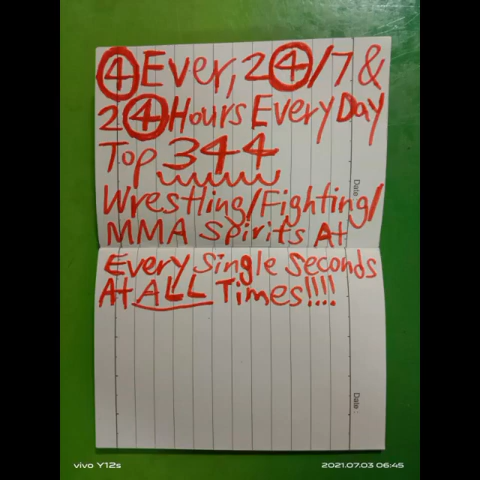 4Ever, 24/7 &
24 Hours Every Day
Top 344
Wrestling/Fighting/
MMA Spirits At
Every Single Seconds
At ALL Times!!!!
Date
Date:
vivo Y12s
2021.07.03 06:45